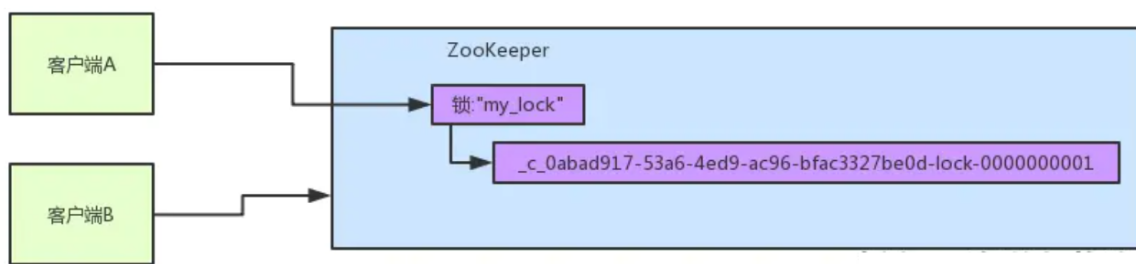 ZooKeeper
客户端A
锁:"my_lock"
_c_0abad917-53a6-4ed9-ac96-bfac3327be0d-lock-0000000001
客户端B